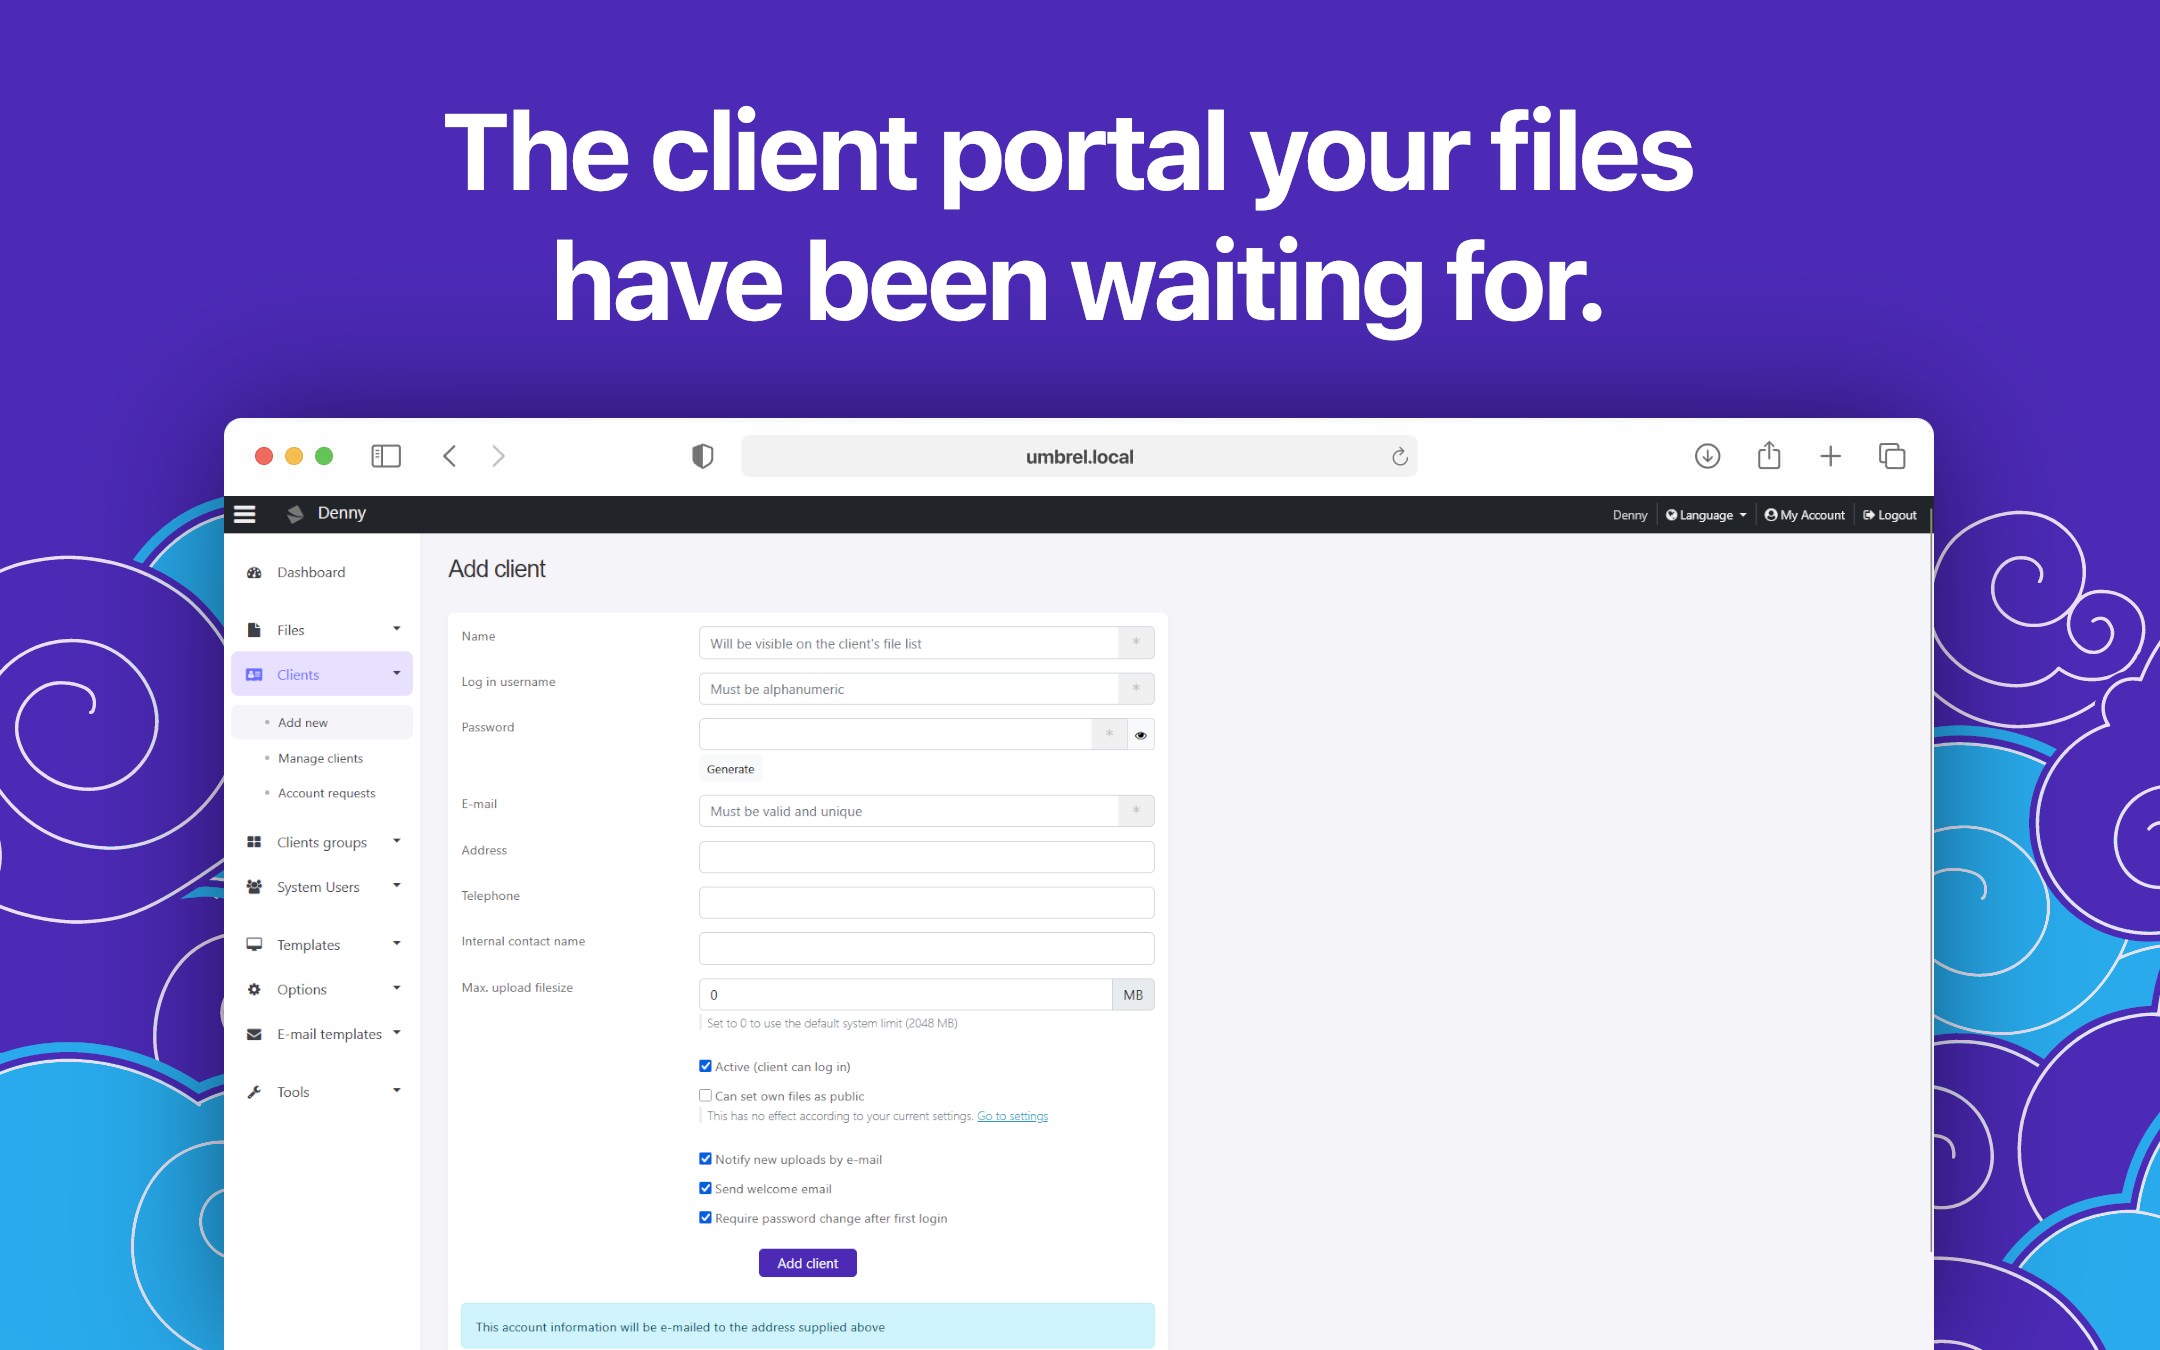 The client portal your files
have been waiting for.
umbrel.local
Denny
Denny
Language
My Account
Logout
Dashboard
Files
Clients
Add new
Manage clients
Account requests
Clients groups
System Users
Templates
Options
E-mail templates
Tools
Add client
Name
Will be visible on the client's file list
*
Log in username
Must be alphanumeric
*
Password
*
Generate
E-mail
Must be valid and unique
*
Address
Telephone
Internal contact name
Max. upload filesize
0
MB
Set to 0 to use the default system limit (2048 MB)
Active (client can log in)
Can set own files as public
This has no effect according to your current settings. Go to settings
Notify new uploads by e-mail
Send welcome email
Require password change after first login
Add client
This account information will be e-mailed to the address supplied above